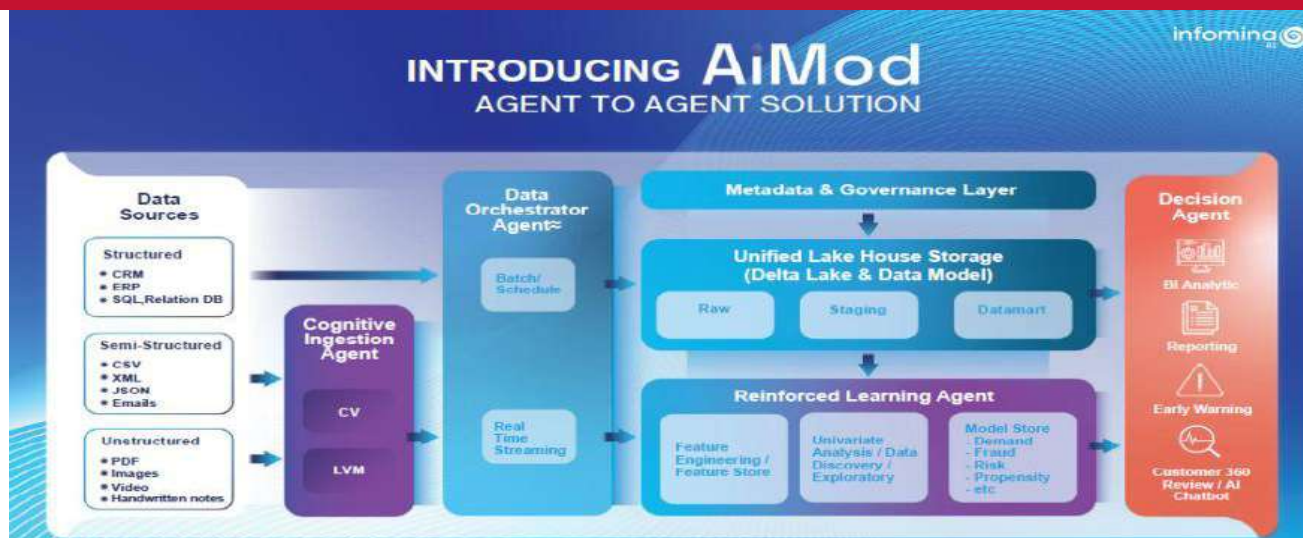 infomina
AI
INTRODUCING AiMod
AGENT TO AGENT SOLUTION
Data
Sources
Structured
• CRM
• ERP
• SQL,Relation DB
Semi-Structured
• CSV
• XML
• JSON
• Emails
Unstructured
• PDF
• Images
• Video
• Handwritten notes
Cognitive
Ingestion
Agent
CV
LVM
Data
Orchestrator
Agent≈
Batch/
Schedule
Real
Time
Streaming
Metadata & Governance Layer
Unified Lake House Storage
(Delta Lake & Data Model)
Raw
Staging
Datamart
Reinforced Learning Agent
Feature
Engineering /
Feature Store
Univariate
Analysis / Data
Discovery /
Exploratory
Model Store
- Demand
- Fraud
- Risk
- Propensity
- etc
Decision
Agent
BI Analytic
Reporting
Early Warning
Customer 360
Review / AI
Chatbot